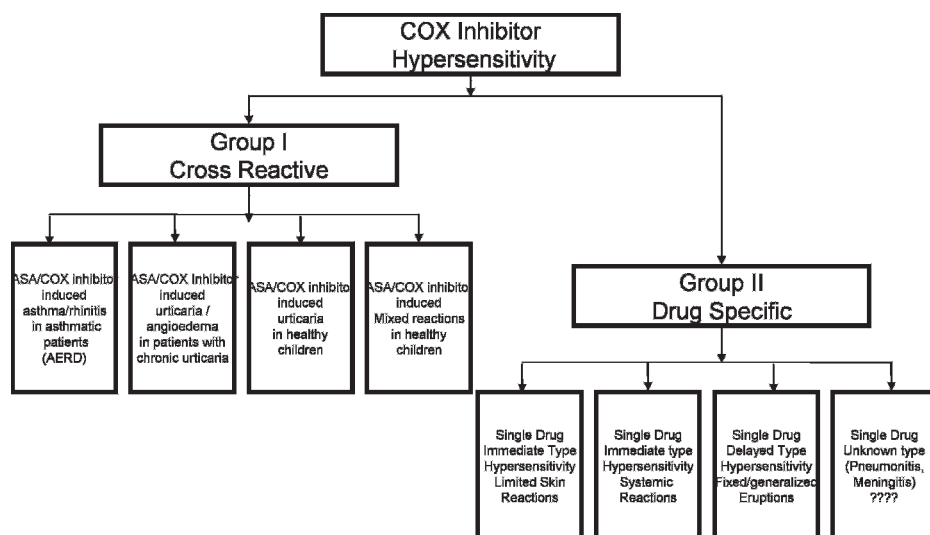 COX Inhibitor
Hypersensitivity
Group I
Cross Reactive
ASA/COX inhibitor
induced
asthma/rhinitis
in asthmatic
patients
(AERD)
ASA/COX Inhibitor
induced
urticaria /
angioedema
in patients with
chronic urticaria
ASA/COX inhibitor
induced
urticaria
in healthy
children
ASA/COX inhibitor
induced
Mixed reactions
in healthy
children
Group II
Drug Specific
Single Drug
Immediate Type
Hypersensitivity
Limited Skin
Reactions
Single Drug
Immediate type
Hypersensitivity
Systemic
Reactions
Single Drug
Delayed Type
Hypersensitivity
Fixed/generalized
Eruptions
Single Drug
Unknown type
(Pneumonitis,
Meningitis)
????